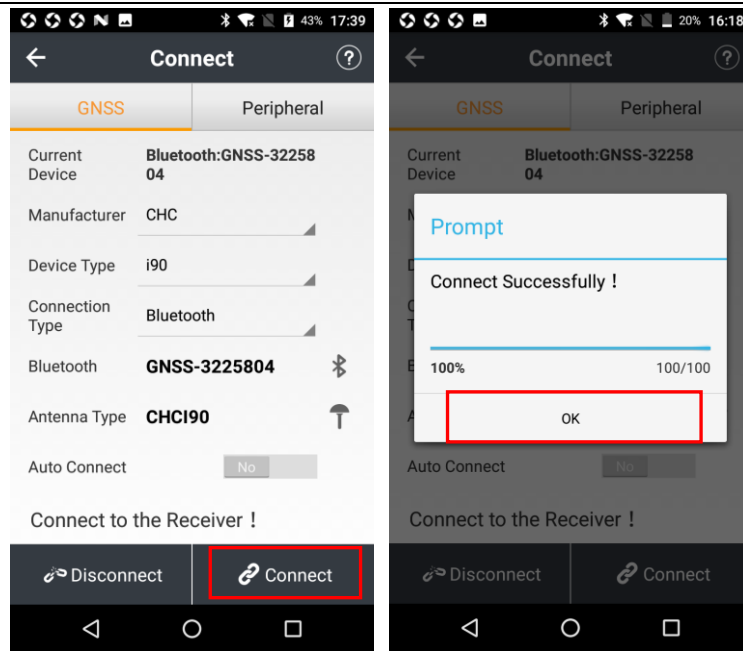 43% 17:39
Connect
?
GNSS Peripheral
Current Device Bluetooth:GNSS-32258
04
Manufacturer CHC
Device Type i90
Connection Type Bluetooth
Bluetooth GNSS-3225804
Antenna Type CHCI90
Auto Connect No
Connect to the Receiver！
Disconnect Connect
20% 16:18
Connect
?
GNSS Peripheral
Current Device Bluetooth:GNSS-32258
04
Prompt
Connect Successfully！
100% 100/100
OK
Auto Connect No
Connect to the Receiver！
Disconnect Connect